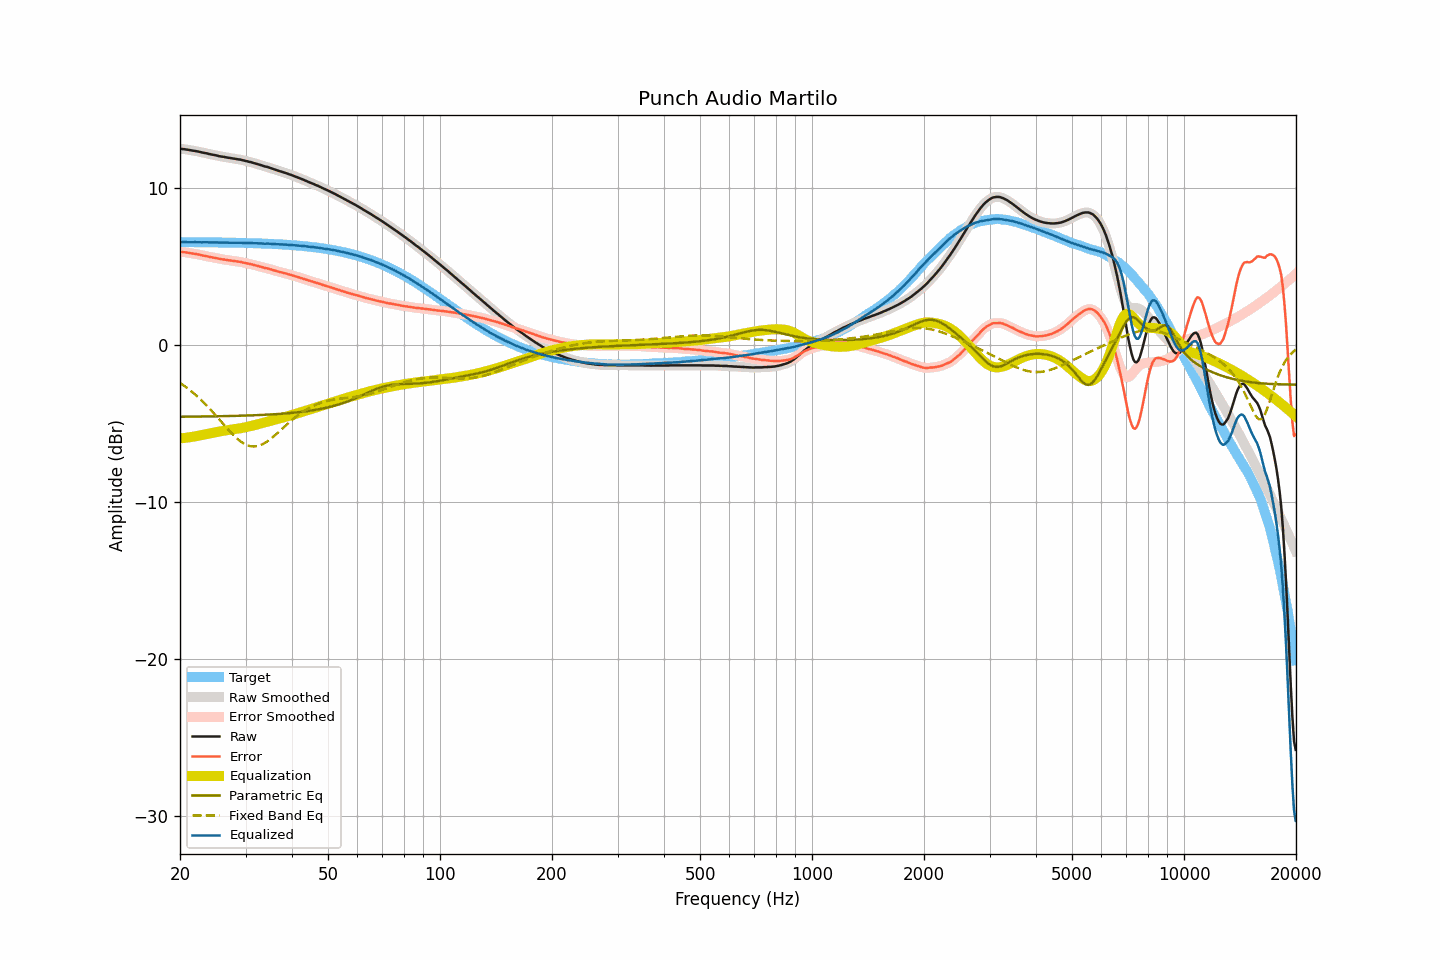 Punch Audio Martilo
10
0
−10
−20
−30
Amplitude (dBr)
Target
Raw Smoothed
Error Smoothed
Raw
Error
Equalization
Parametric Eq
Fixed Band Eq
Equalized
20 50 100 200 500 1000 2000 5000 10000 20000
Frequency (Hz)